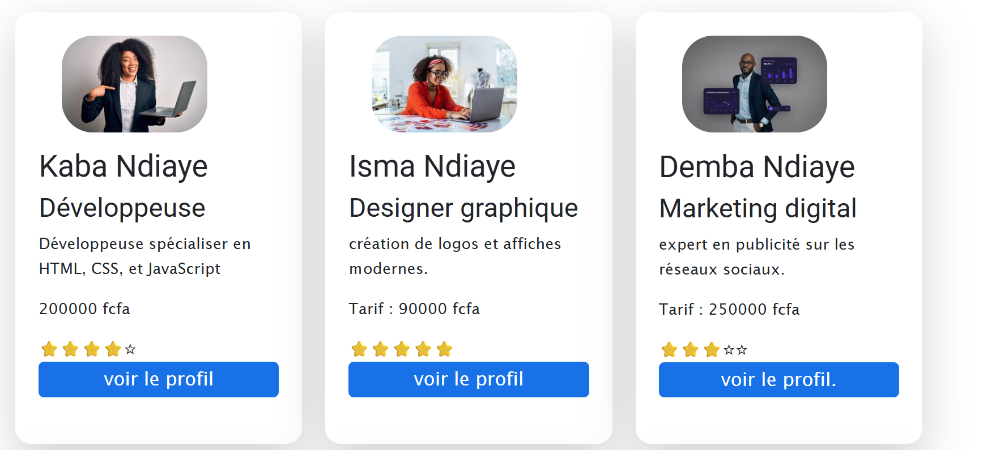 Kaba Ndiaye
Développeuse
Développeuse spécialiser en
HTML, CSS, et JavaScript
200000 fcfa
⭐⭐⭐⭐☆
voir le profil
Isma Ndiaye
Designer graphique
création de logos et affiches
modernes.
Tarif : 90000 fcfa
⭐⭐⭐⭐⭐
voir le profil
36.2%
Demba Ndiaye
Marketing digital
expert en publicité sur les
réseaux sociaux.
Tarif : 250000 fcfa
⭐⭐⭐☆☆
voir le profil.